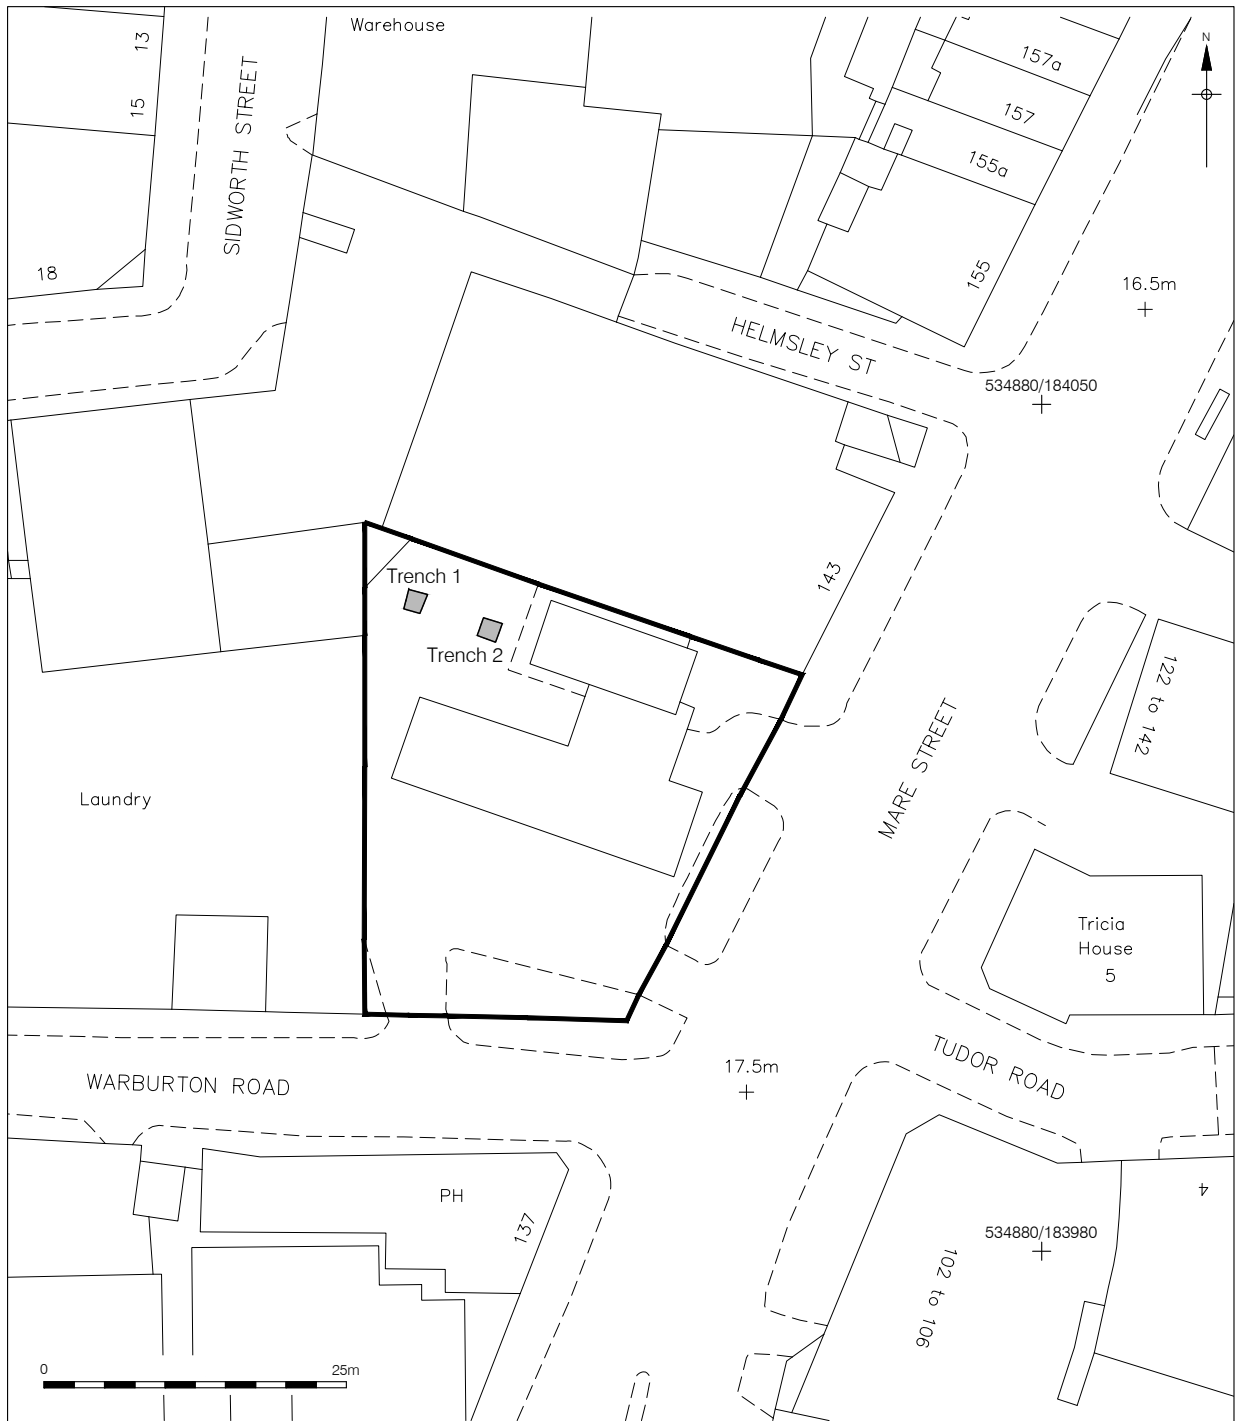 Warehouse
13
15
SIDWORTH STREET
18
157a
157
155a
155
N
16.5m
HELMSLEY ST
534880/184050
143
Trench 1
Trench 2
122 to 142
MARE STREET
Laundry
Tricia
House
5
TUDOR ROAD
17.5m
WARBURTON ROAD
PH
137
4
534880/183980
102 to 106
0
25m